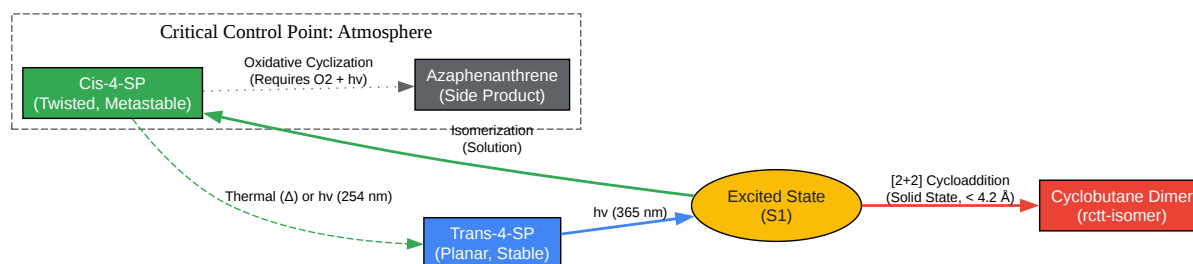 Critical Control Point: Atmosphere
Oxidative Cyclization
(Requires O2 + hv)
Cis-4-SP
(Twisted, Metastable)
Azaphenanthrene
(Side Product)
Isomerization
(Solution)
Thermal (Δ) or hv (254 nm)
Trans-4-SP
(Planar, Stable)
hv (365 nm)
Excited State
(S1)
[2+2] Cycloaddition
(Solid State, < 4.2 Å)
Cyclobutane Dimer
(rctt-isomer)